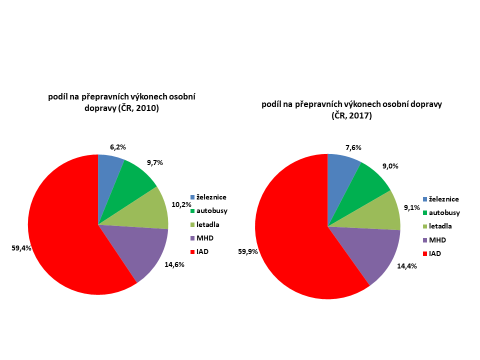 podíl na přepravních výkonech osobní
dopravy (ČR, 2010)
6,2%
9,7%
10,2%
14,6%
59,4%
železnice
autobusy
letadla
MHD
IAD
podíl na přepravních výkonech osobní dopravy
(ČR, 2017)
7,6%
9,0%
9,1%
14,4%
59,9%
železnice
autobusy
letadla
MHD
IAD